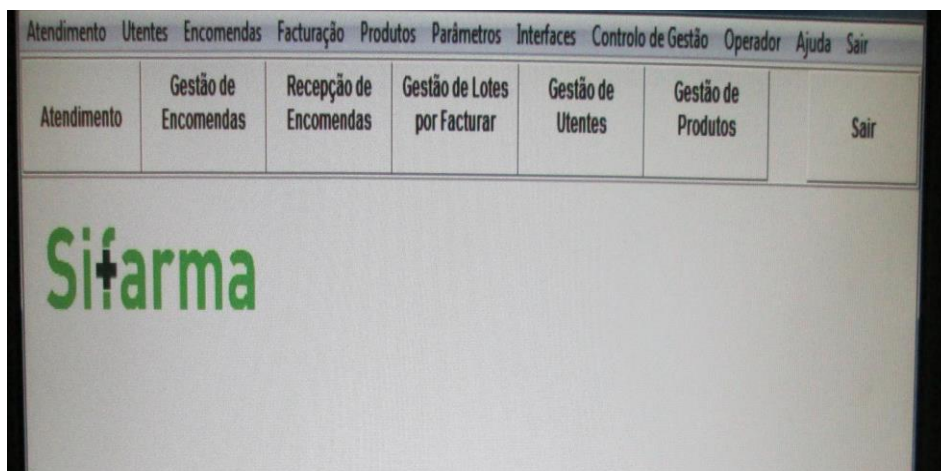 Atendimento Utentes Encomendas Facturação Produtos Parâmetros Interfaces Controlo de Gestão Operador Ajuda Sair
Atendimento
Gestão de
Encomendas
Recepção de
Encomendas
Gestão de Lotes
por Facturar
Gestão de
Utentes
Gestão de
Produtos
Sair
Sifarma